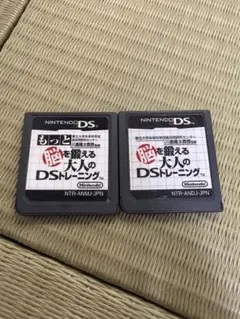 NINTENDO DS
もっと
脳を鍛える
大人の
DSトレーニング
Nintendo
NTR-ANMJ-JPN
NINTENDO DS
脳を鍛える
大人の
DSトレーニング
Nintendo
NTR-ANDJ-JPN